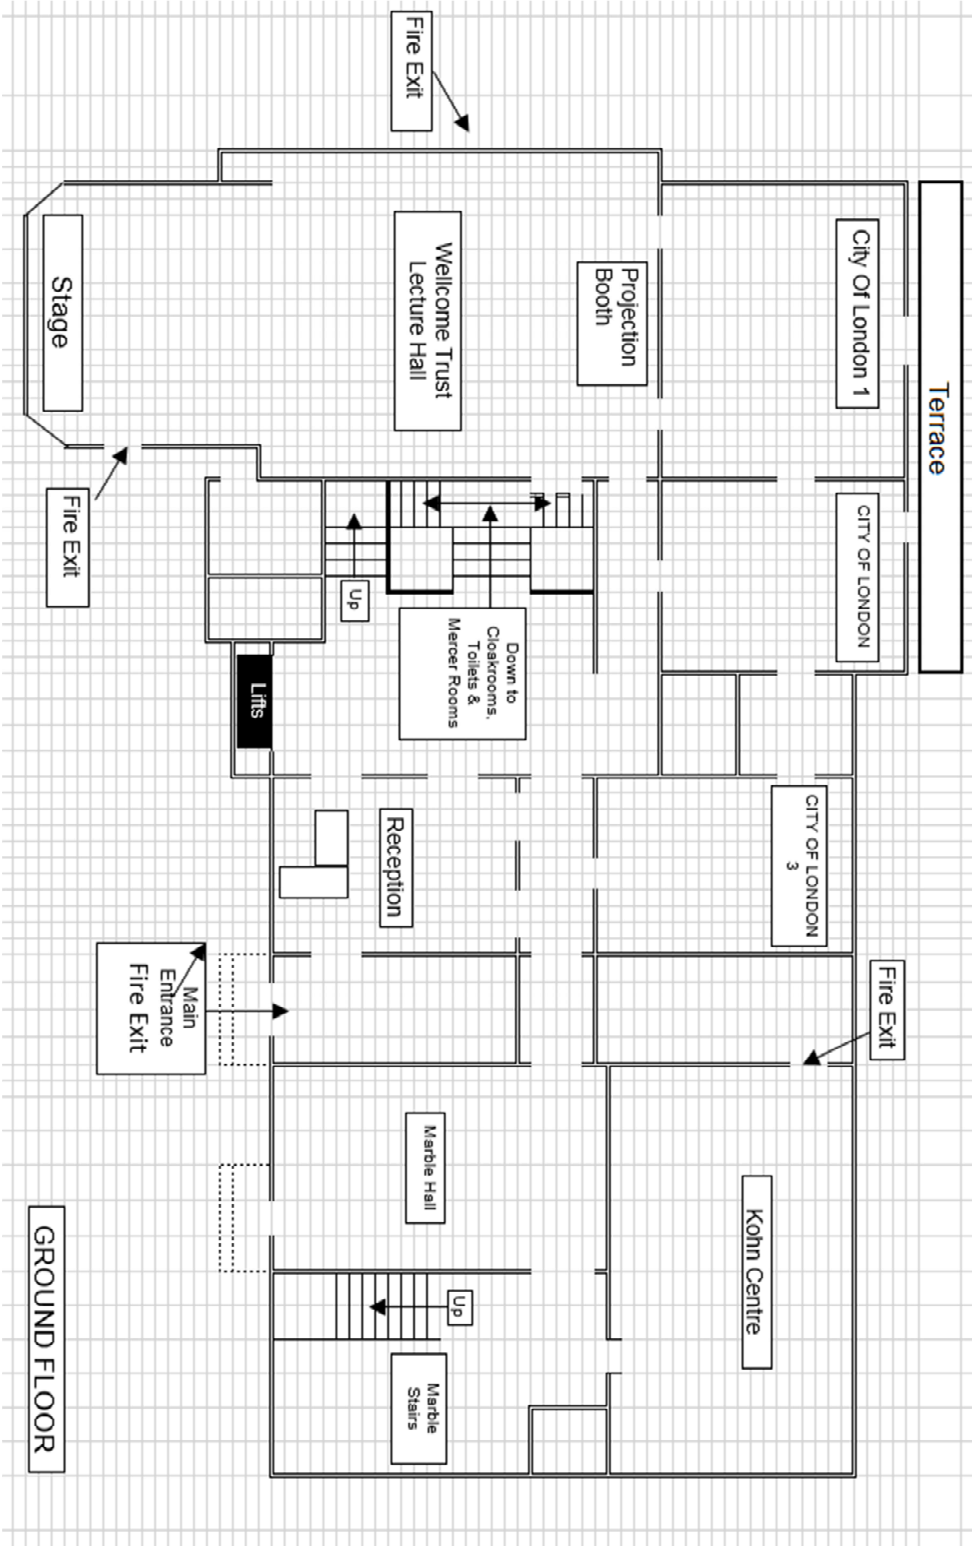 Terrace
City Of London 1
CITY OF LONDON
CITY OF LONDON
3
Fire Exit
Kohn Centre
Fire Exit
Projection
Booth
Wellcome Trust
Lecture Hall
Down to
Cloakrooms,
Toilets &
Mercer Rooms
Up
Reception
Marble Hall
Up
Marble
Stairs
Lifts
Stage
Fire Exit
Main
Entrance
Fire Exit
GROUND FLOOR